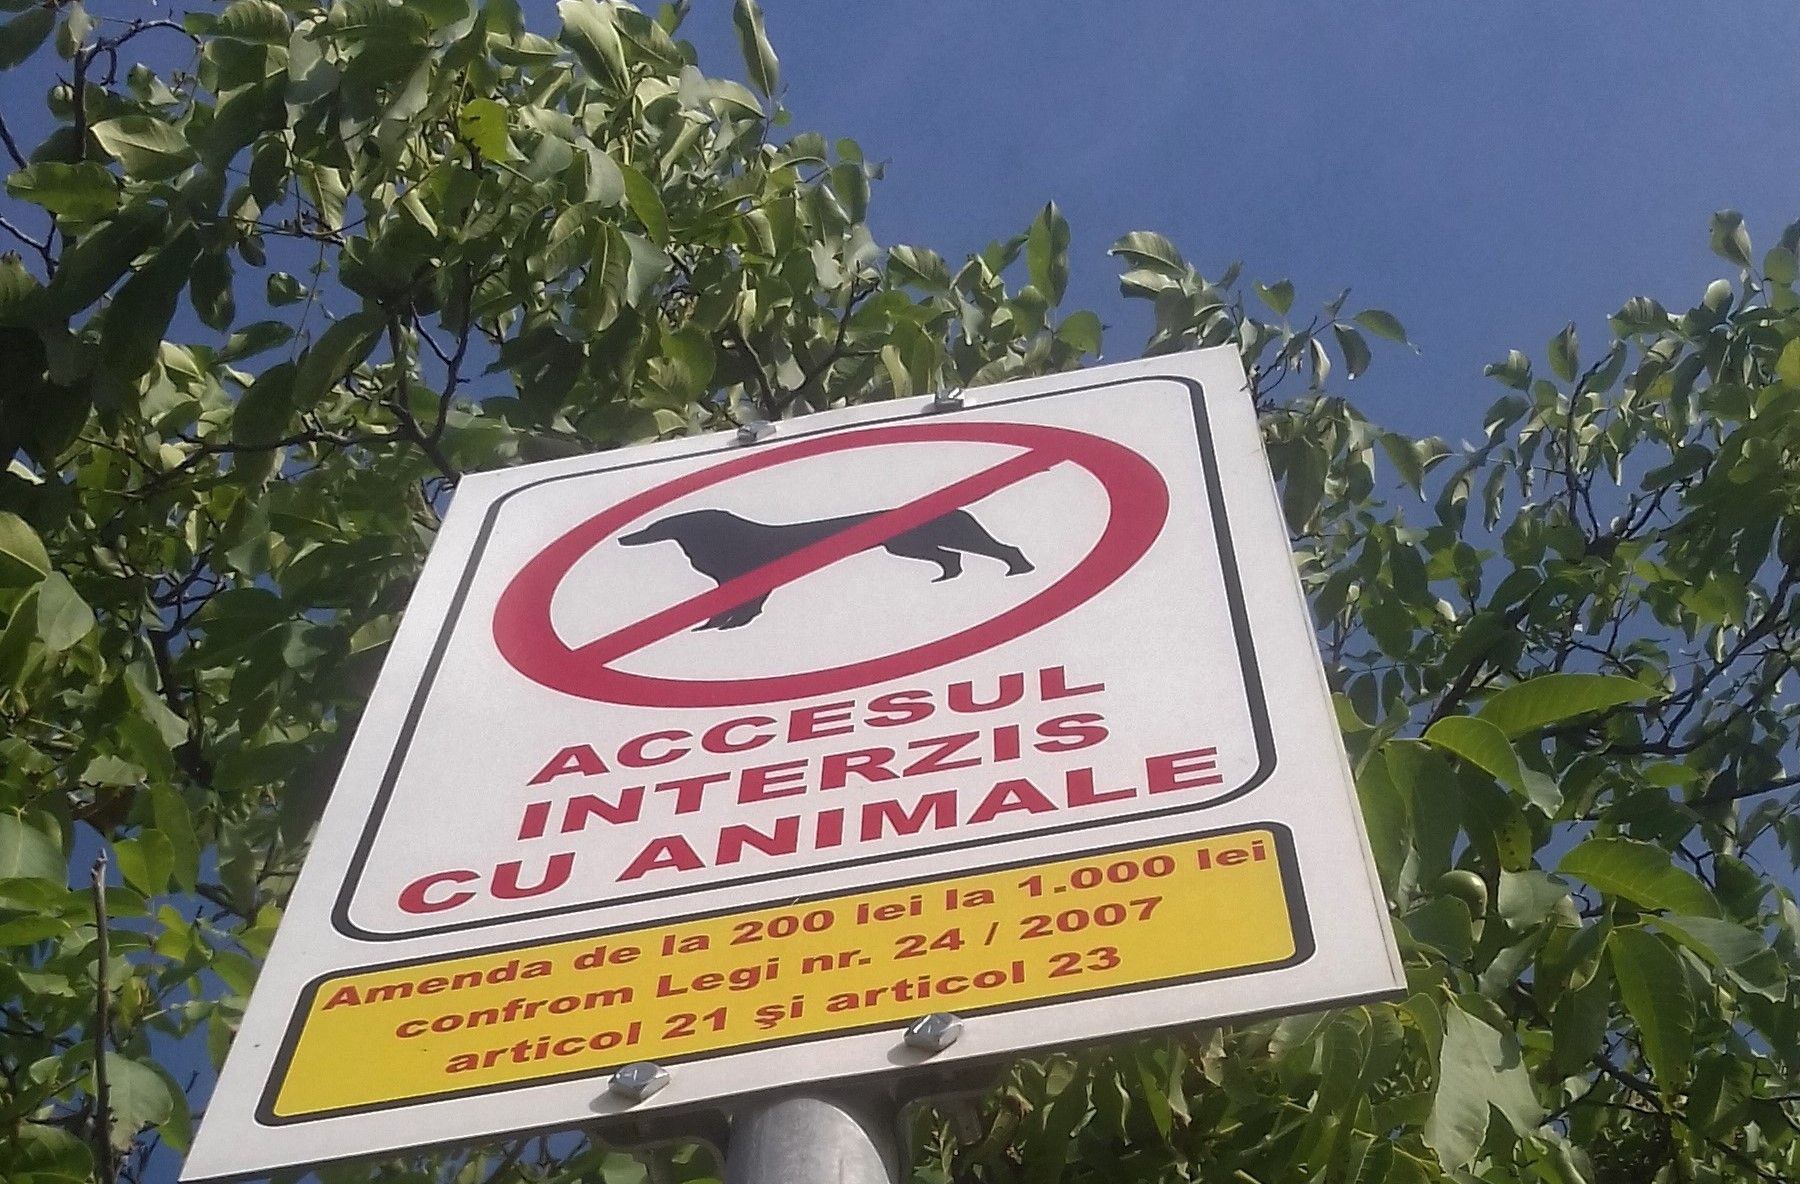 ACCESUL
INTERZIS
CU ANIMALE
Amenda de la 200 lei la 1.000 lei
confrom Legi nr. 24 / 2007
articol 21 şi articol 23